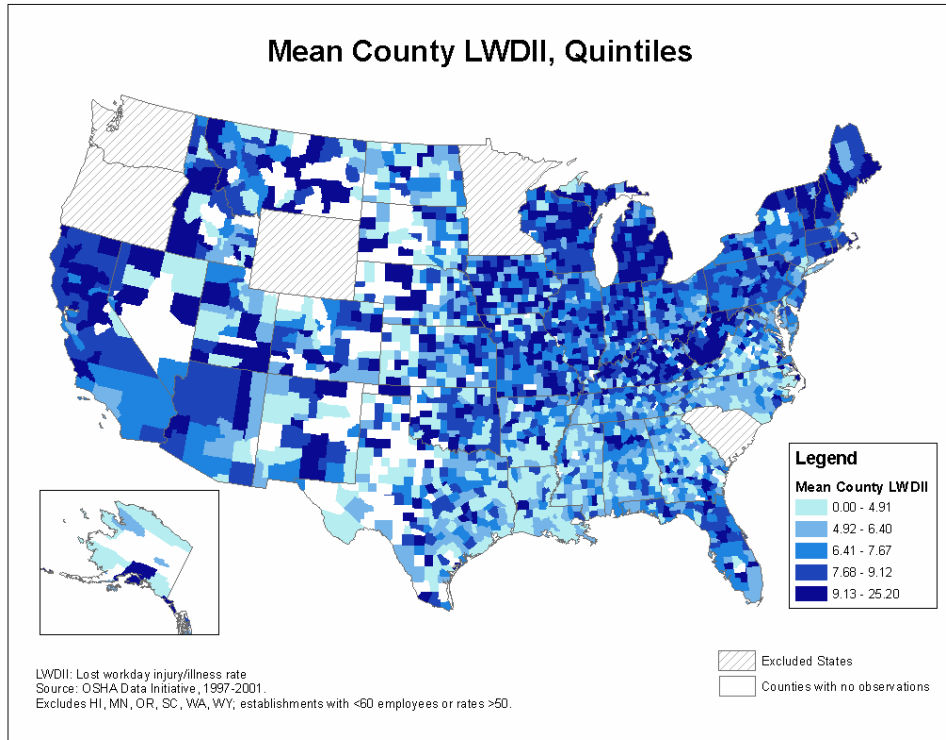 Mean County LWDII, Quintiles
Legend
Mean County LWDII
0.00 - 4.91
4.92 - 6.40
6.41 - 7.67
7.68 - 9.12
9.13 - 25.20
Excluded States
Counties with no observations
LWDII: Lost workday injury/illness rate
Source: OSHA Data Initiative, 1997-2001.
Excludes HI, MN, OR, SC, WA, WY; establishments with <60 employees or rates >50.